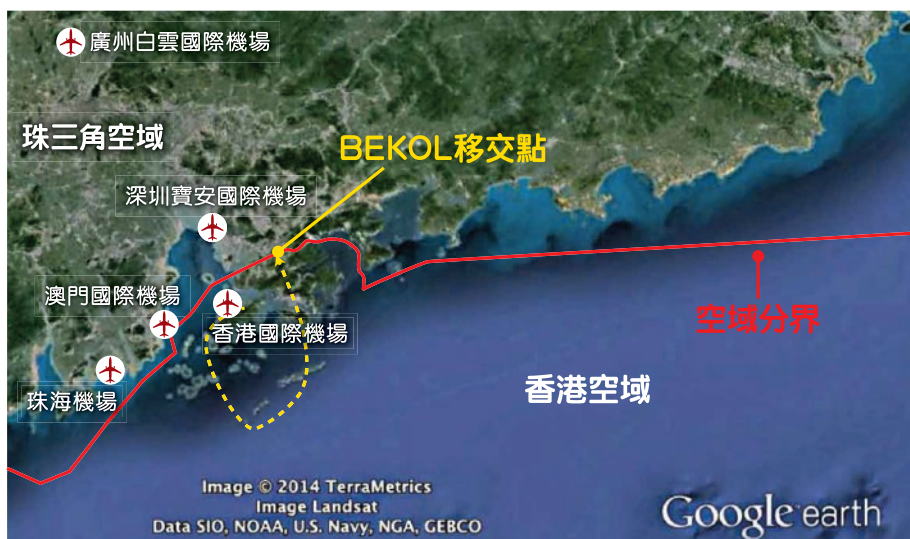 廣州白雲國際機場
珠三角空域
BEKOL移交點
深圳寶安國際機場
澳門國際機場
香港國際機場
空域分界
珠海機場
香港空域
Image © 2014 TerraMetrics
Image Landsat
Data SIO, NOAA, U.S. Navy, NGA, GEBCO
Google earth